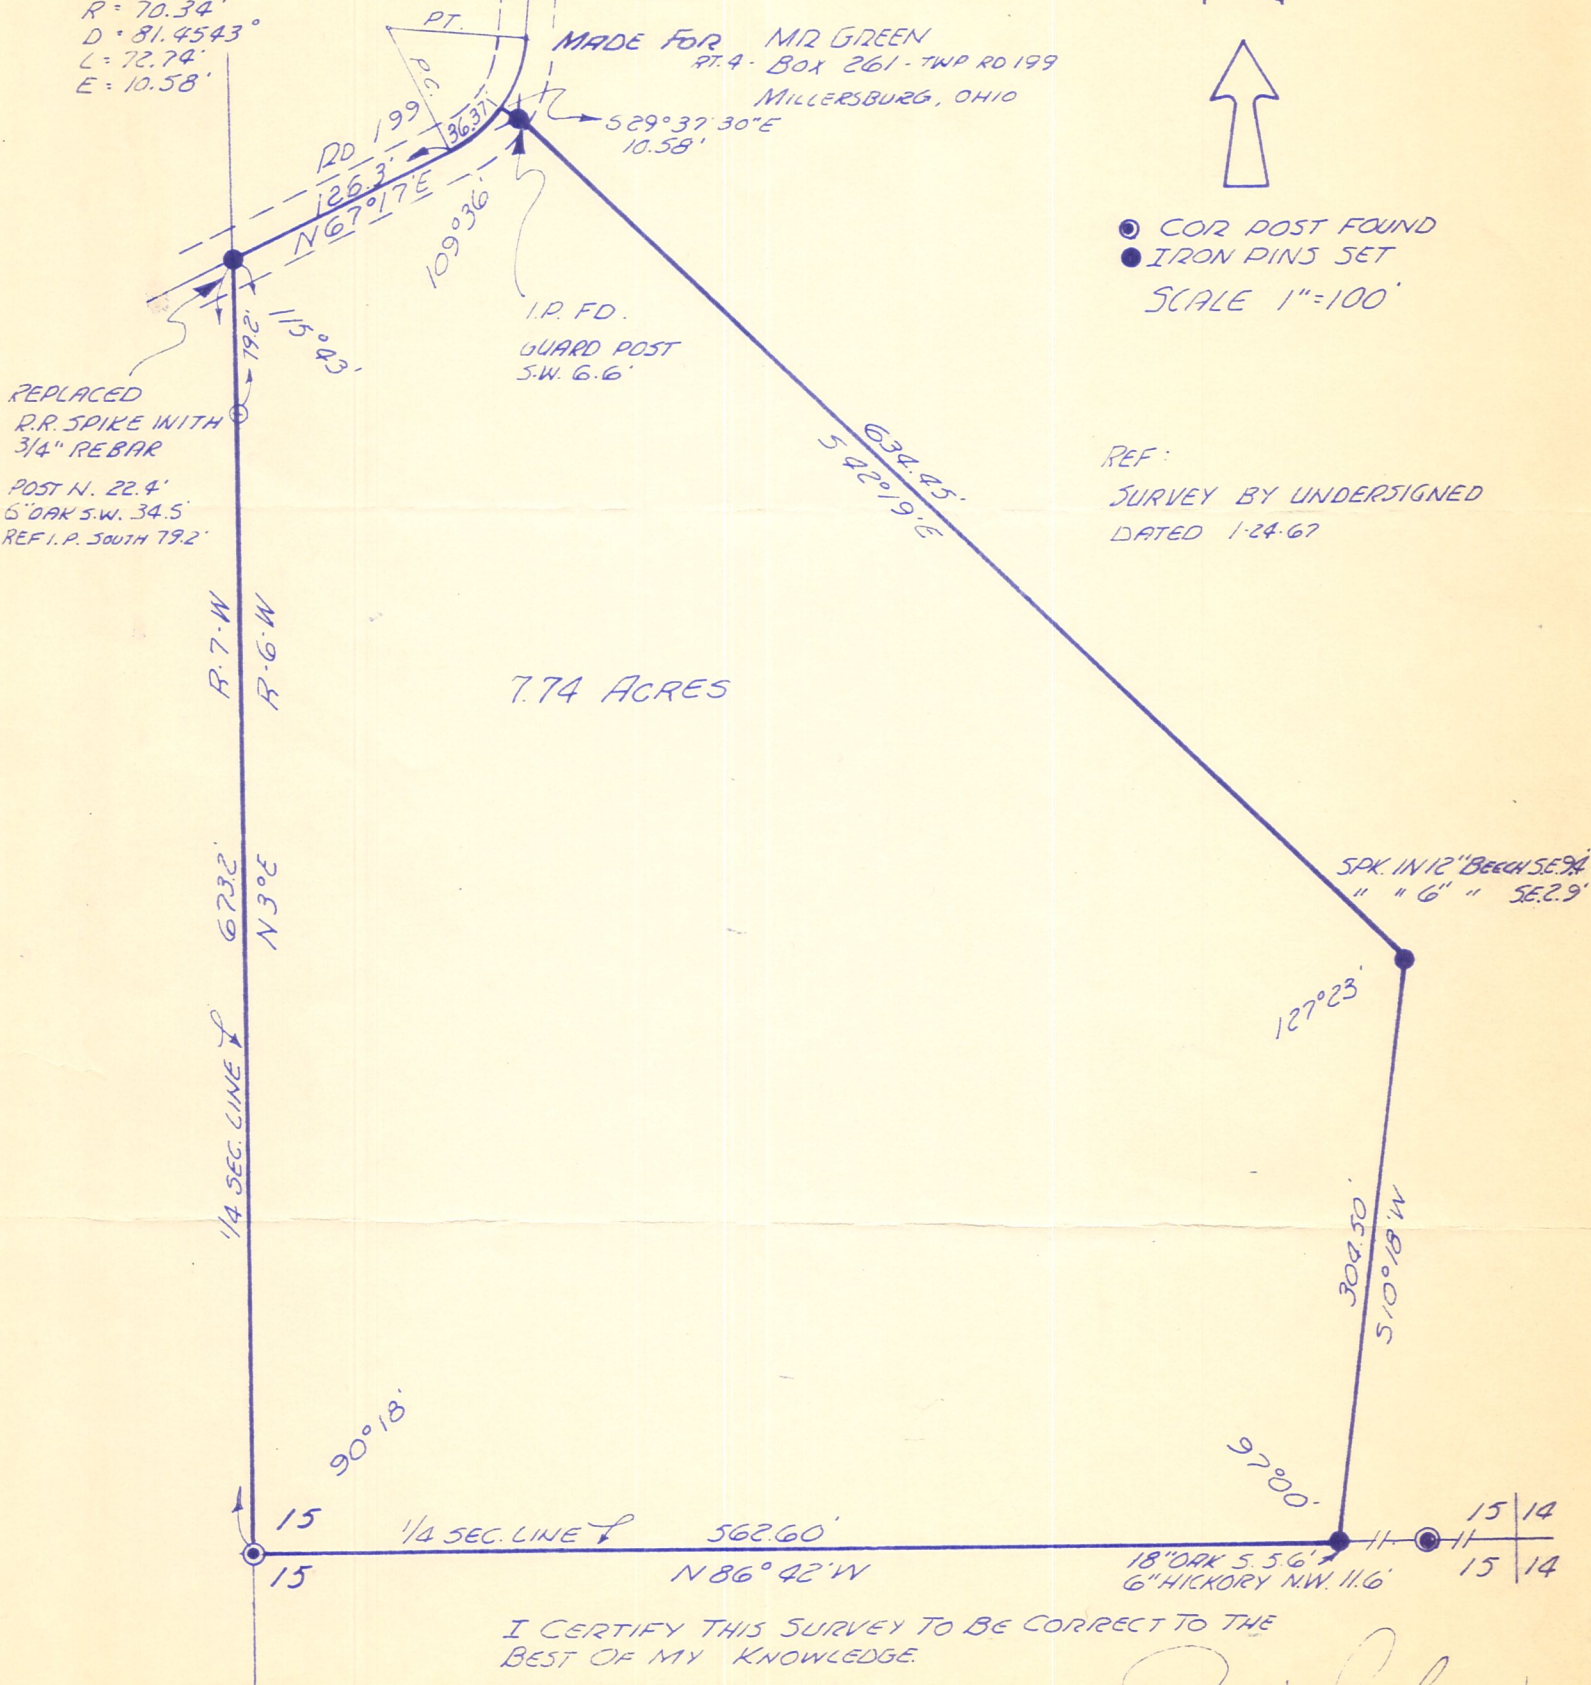 R = 70.34'
D = 81.4543°
L = 72.74'
E = 10.58'
PT.
P.C.
MADE FOR MR GREEN
RT. 4 - BOX 261 - TWP RD 199
MILLERSBURG, OHIO
S29°37'30"E
10.58'
36.37'
RD 199
126.3'
N67°17'E
109°36'
COR POST FOUND
IRON PINS SET
SCALE 1"=100'
I.P. FD.
GUARD POST
S.W. 6.6'
79.2'
115°43'
REPLACED
R.R. SPIKE WITH
3/4" REBAR
POST N. 22.4'
6" OAK S.W. 34.5'
REF I.P. SOUTH 79.2'
634.45'
S42°19'E
REF:
SURVEY BY UNDERSIGNED
DATED 1-24-67
R-7-W
R-6-W
7.74 ACRES
673.2'
N3°E
SPK. IN 12" BEECH S.E. 9.4'
" " 6" " S.E. 2.9'
127°23'
1/4 SEC. LINE
304.50'
S10°18'W
90°18'
97°00'
15
15
1/4 SEC. LINE
562.60'
N86°42'W
18" OAK S. 5.6'
6" HICKORY N.W. 11.6'
15 14
15 14
I CERTIFY THIS SURVEY TO BE CORRECT TO THE
BEST OF MY KNOWLEDGE.